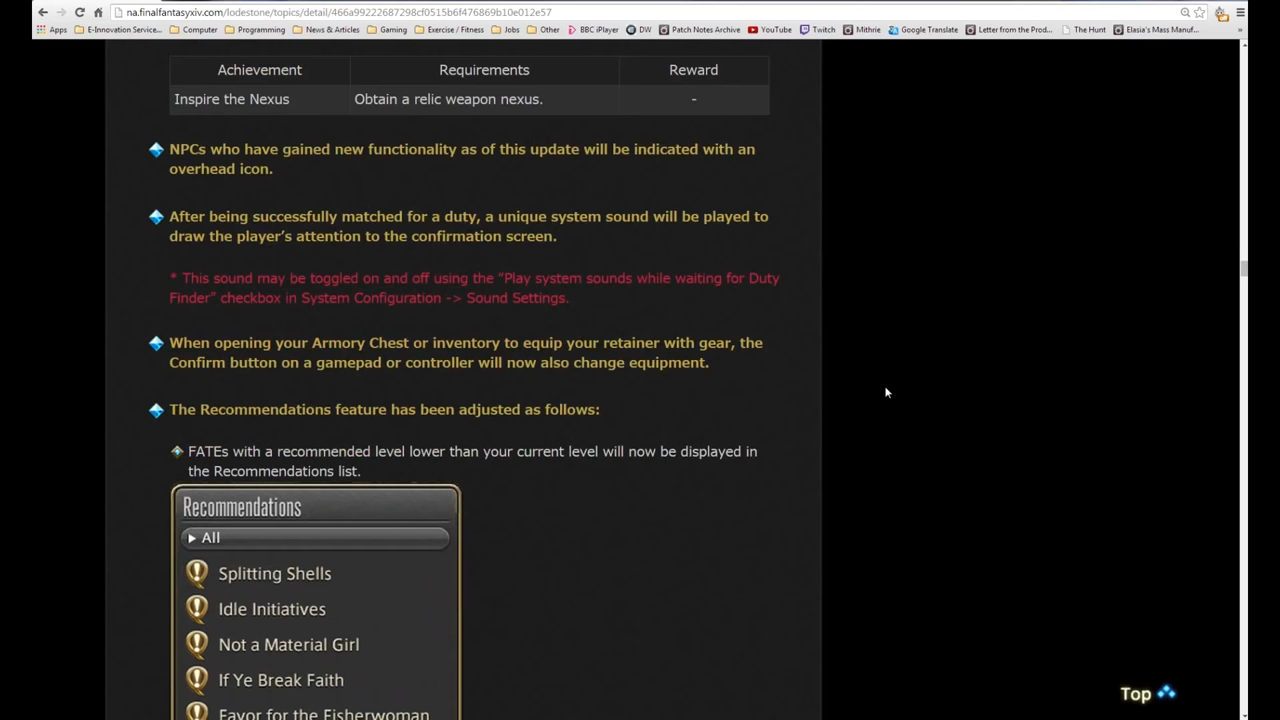 na.finalfantasyxiv.com/lodestone/topics/detail/466a99222687298cf0515b6f476869b10e012e57
Apps E-Innovation Service... Computer Programming News & Articles Gaming Exercise / Fitness Jobs Other BBC iPlayer DW Patch Notes Archive YouTube Twitch Mithrie Google Translate Letter from the Prod... The Hunt Elasia's Mass Manuf... »
Achievement Requirements Reward
Inspire the Nexus Obtain a relic weapon nexus. -
NPCs who have gained new functionality as of this update will be indicated with an
overhead icon.
After being successfully matched for a duty, a unique system sound will be played to
draw the player's attention to the confirmation screen.
* This sound may be toggled on and off using the "Play system sounds while waiting for Duty
Finder" checkbox in System Configuration -> Sound Settings.
When opening your Armory Chest or inventory to equip your retainer with gear, the
Confirm button on a gamepad or controller will now also change equipment.
The Recommendations feature has been adjusted as follows:
FATEs with a recommended level lower than your current level will now be displayed in
the Recommendations list.
Recommendations
All
Splitting Shells
Idle Initiatives
Not a Material Girl
If Ye Break Faith
Favor for the Fisherwoman
Top